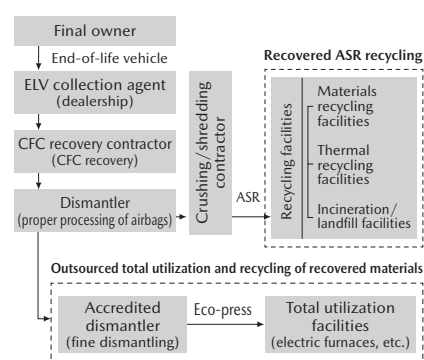 Final owner
End-of-life vehicle
Recovered ASR recycling
ELV collection agent
(dealership)
CFC recovery contractor
(CFC recovery)
Dismantler
(proper processing of airbags)
Crushing/shredding
contractor
ASR
Recycling facilities
Materials
recycling
facilities
Thermal
recycling
facilities
Incineration/
landfill facilities
Outsourced total utilization and recycling of recovered materials
Accredited
dismantler
(fine dismantling)
Eco-press
Total utilization
facilities
(electric furnaces, etc.)